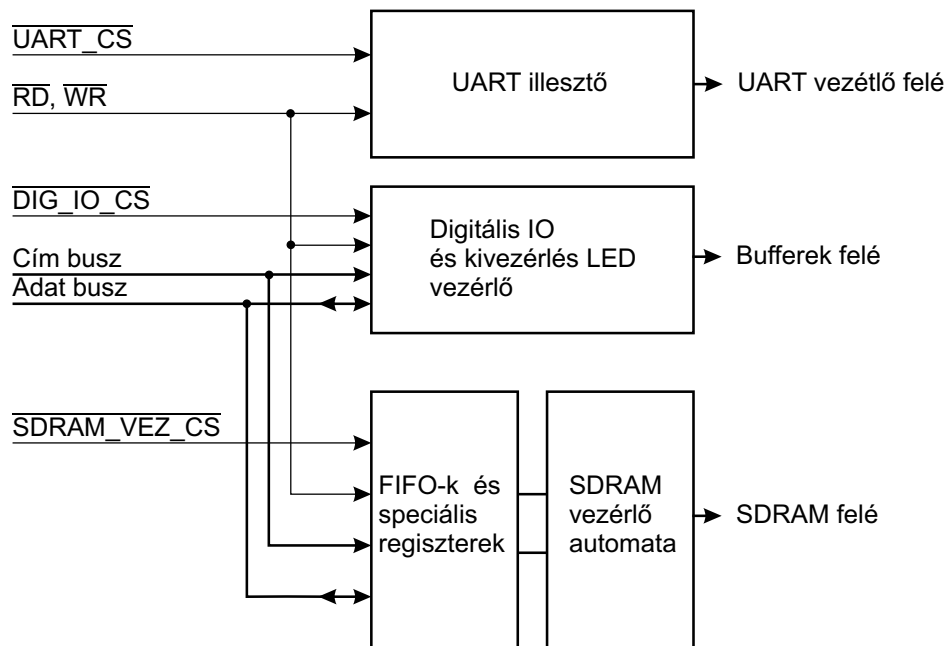 UART_CS
UART illesztő
UART vezétlő felé
RD, WR
DIG_IO_CS
Digitális IO
és kivezérlés LED
vezérlő
Bufferek felé
Cím busz
Adat busz
SDRAM_VEZ_CS
FIFO-k és
speciális
regiszterek
SDRAM
vezérlő
automata
SDRAM felé